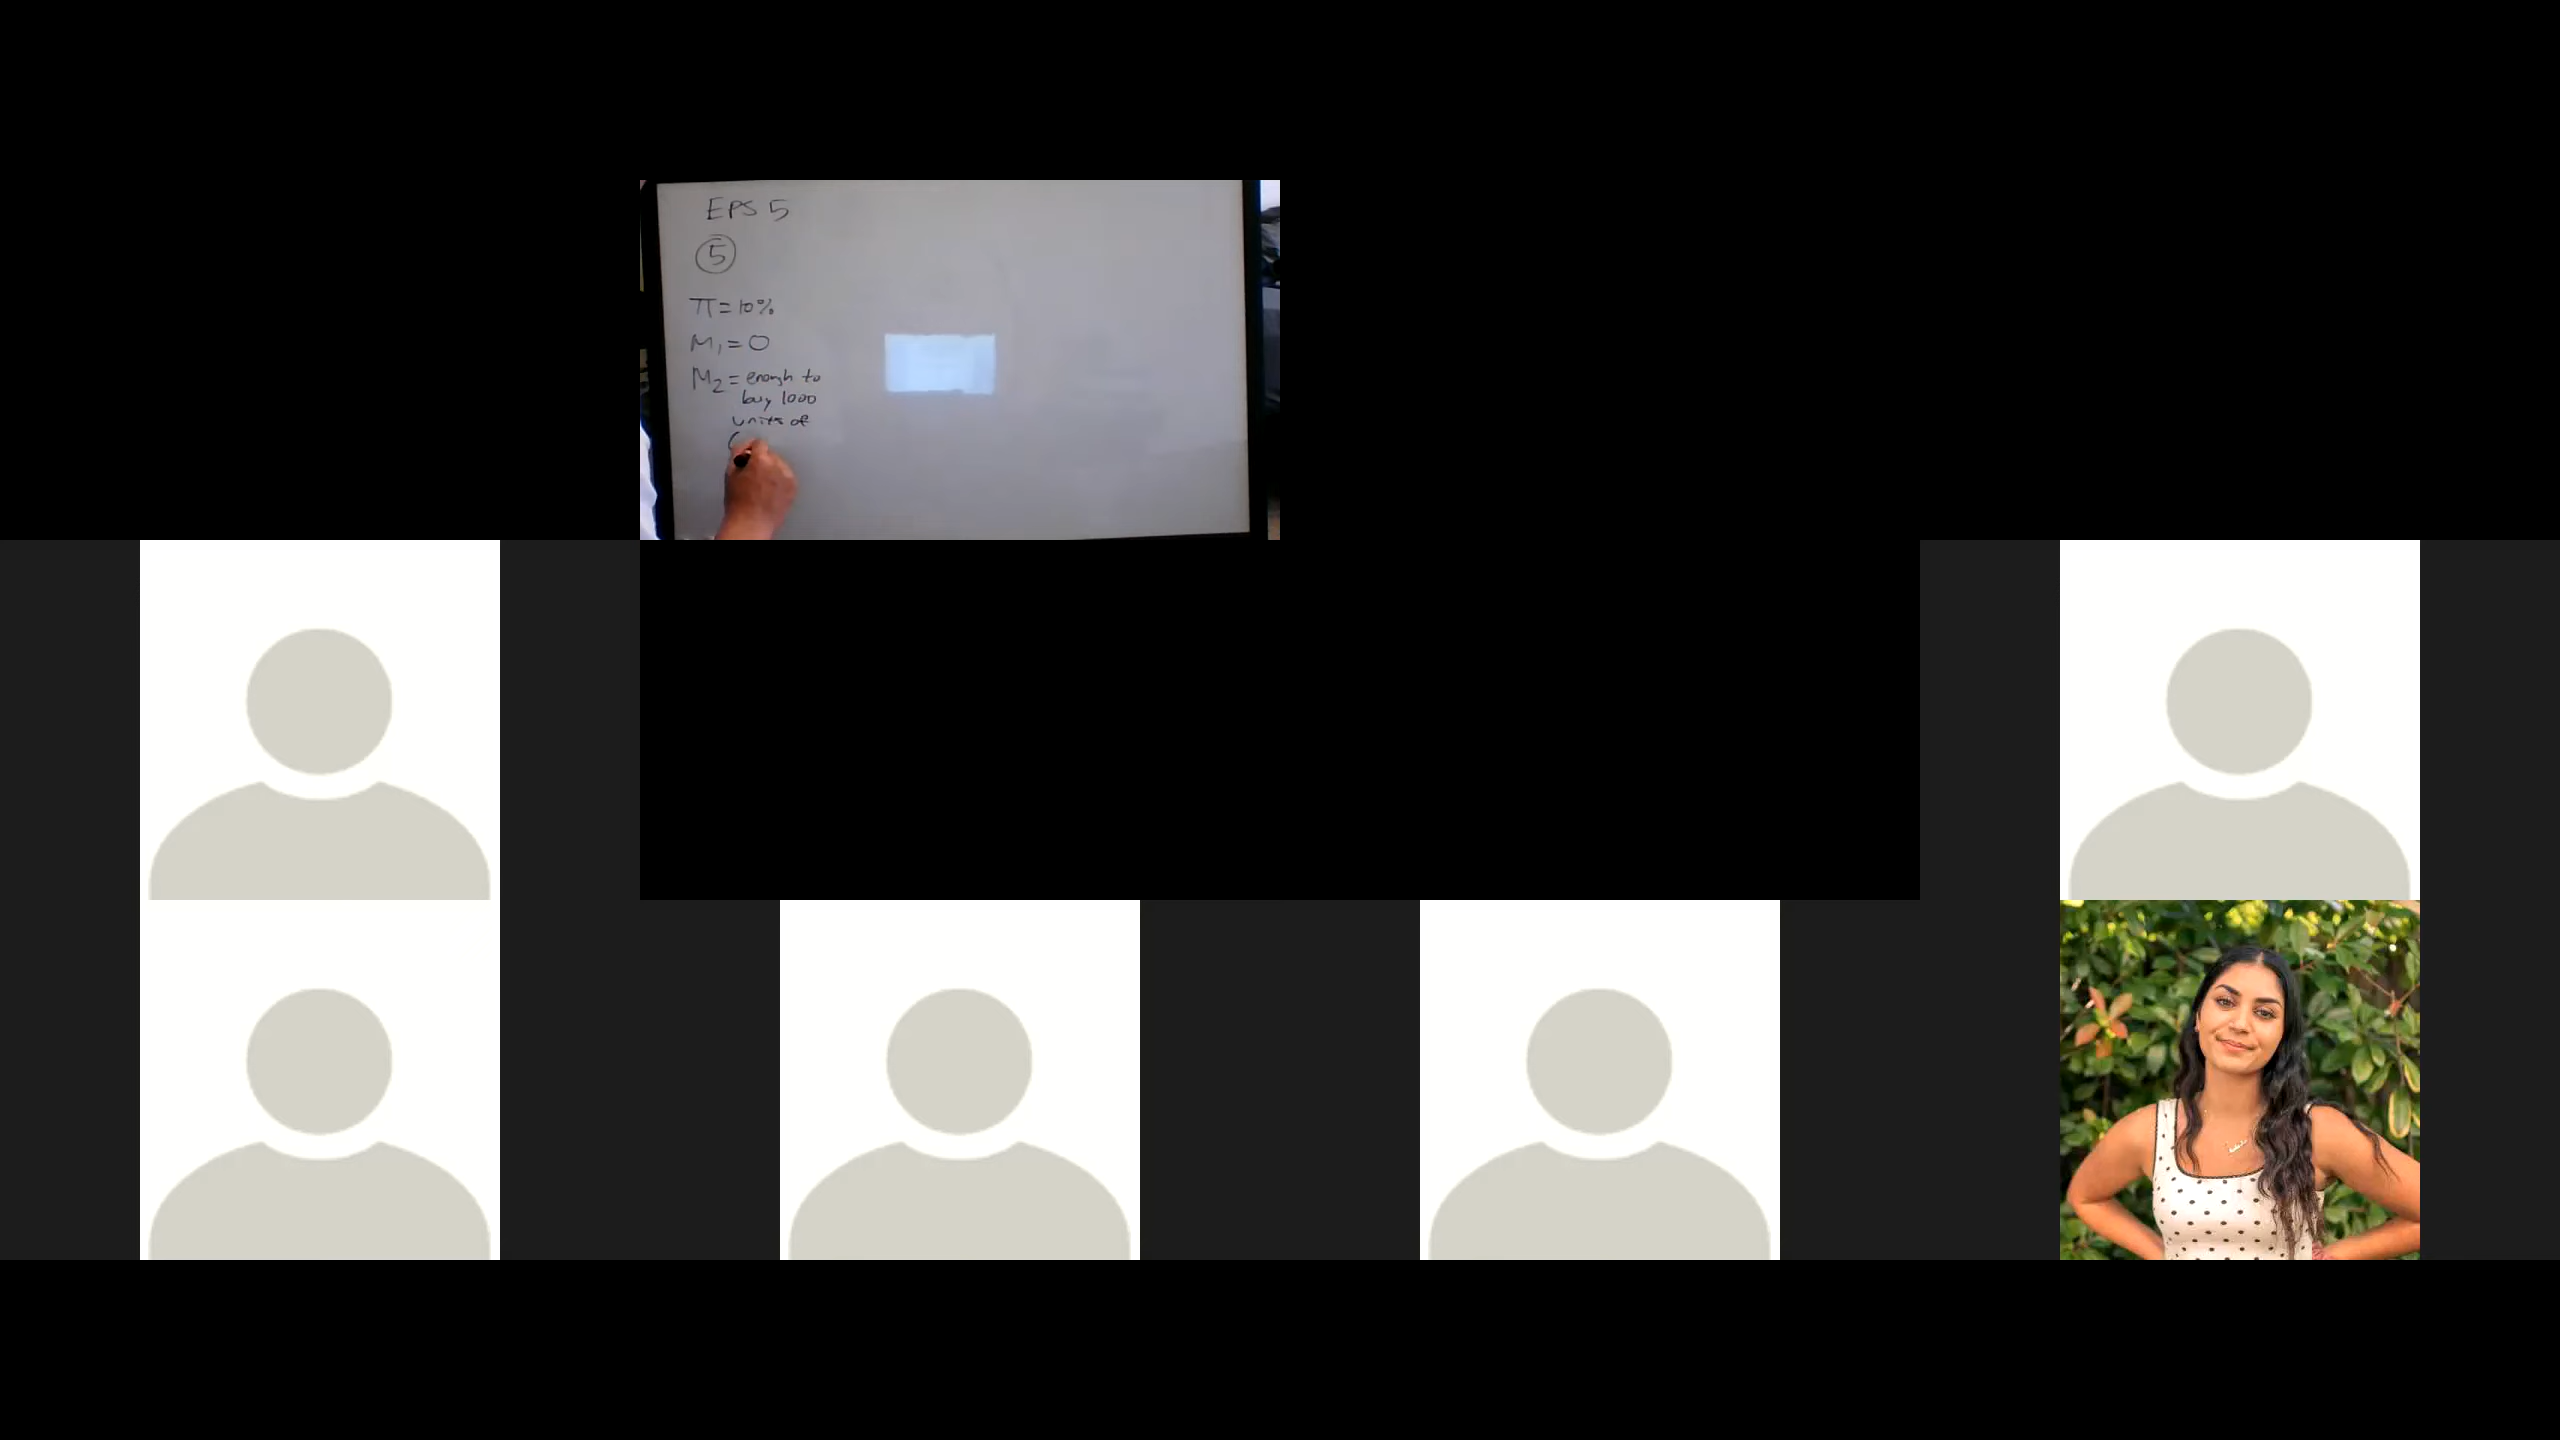 EPS 5
5
π = 10%
M₁ = 0
M₂ = enough to
buy 1000
units of